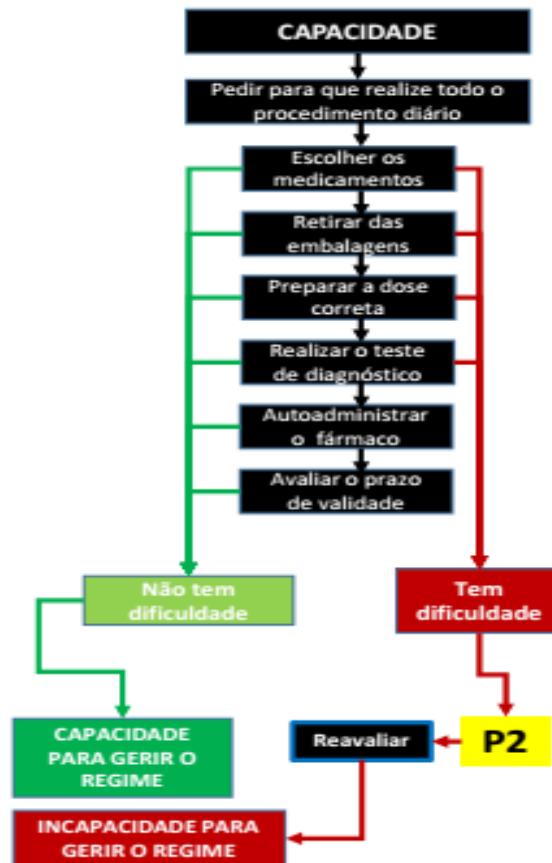 CAPACIDADE
Pedir para que realize todo o
procedimento diário
Escolher os
medicamentos
Retirar das
embalagens
Preparar a dose
correta
Realizar o teste
de diagnóstico
Autoadministrar
o fármaco
Avaliar o prazo
de validade
Não tem
dificuldade
Tem
dificuldade
CAPACIDADE
PARA GERIR O
REGIME
Reavaliar
P2
INCAPACIDADE PARA
GERIR O REGIME